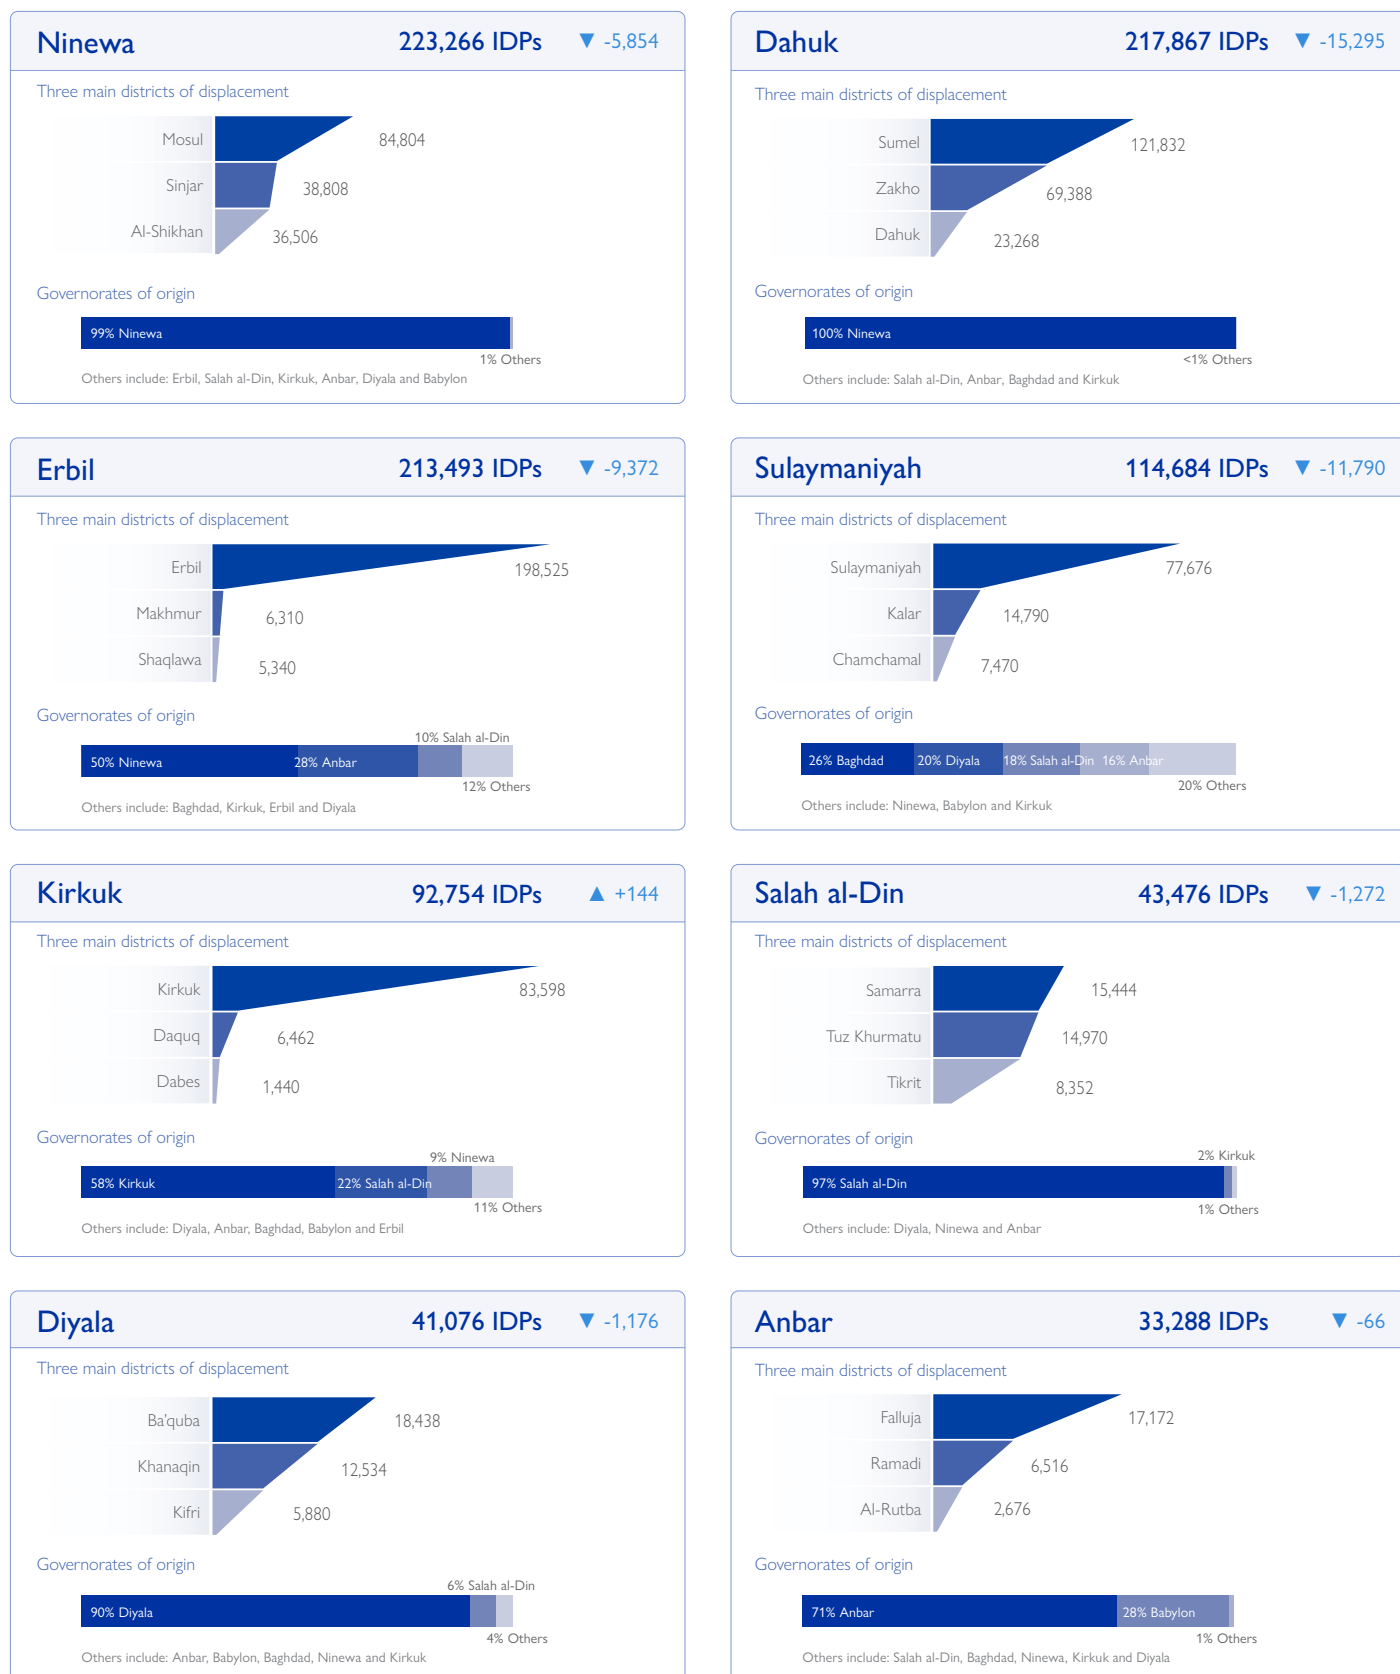 Ninewa 223,266 IDPs ▼ -5,854
Three main districts of displacement
Mosul 84,804
Sinjar 38,808
Al-Shikhan 36,506
Governorates of origin
99% Ninewa
1% Others
Others include: Erbil, Salah al-Din, Kirkuk, Anbar, Diyala and Babylon
Dahuk 217,867 IDPs ▼ -15,295
Three main districts of displacement
Sumel 121,832
Zakho 69,388
Dahuk 23,268
Governorates of origin
100% Ninewa
<1% Others
Others include: Salah al-Din, Anbar, Baghdad and Kirkuk
Erbil 213,493 IDPs ▼ -9,372
Three main districts of displacement
Erbil 198,525
Makhmur 6,310
Shaqlawa 5,340
Governorates of origin
10% Salah al-Din
50% Ninewa 28% Anbar
12% Others
Others include: Baghdad, Kirkuk, Erbil and Diyala
Sulaymaniyah 114,684 IDPs ▼ -11,790
Three main districts of displacement
Sulaymaniyah 77,676
Kalar 14,790
Chamchamal 7,470
Governorates of origin
26% Baghdad 20% Diyala 18% Salah al-Din 16% Anbar
20% Others
Others include: Ninewa, Babylon and Kirkuk
Kirkuk 92,754 IDPs ▲ +144
Three main districts of displacement
Kirkuk 83,598
Daquq 6,462
Dabes 1,440
Governorates of origin
9% Ninewa
58% Kirkuk 22% Salah al-Din
11% Others
Others include: Diyala, Anbar, Baghdad, Babylon and Erbil
Salah al-Din 43,476 IDPs ▼ -1,272
Three main districts of displacement
Samarra 15,444
Tuz Khurmatu 14,970
Tikrit 8,352
Governorates of origin
2% Kirkuk
97% Salah al-Din
1% Others
Others include: Diyala, Ninewa and Anbar
Diyala 41,076 IDPs ▼ -1,176
Three main districts of displacement
Ba'quba 18,438
Khanaqin 12,534
Kifri 5,880
Governorates of origin
6% Salah al-Din
90% Diyala
4% Others
Others include: Anbar, Babylon, Baghdad, Ninewa and Kirkuk
Anbar 33,288 IDPs ▼ -66
Three main districts of displacement
Falluja 17,172
Ramadi 6,516
Al-Rutba 2,676
Governorates of origin
71% Anbar 28% Babylon
1% Others
Others include: Salah al-Din, Baghdad, Ninewa, Kirkuk and Diyala